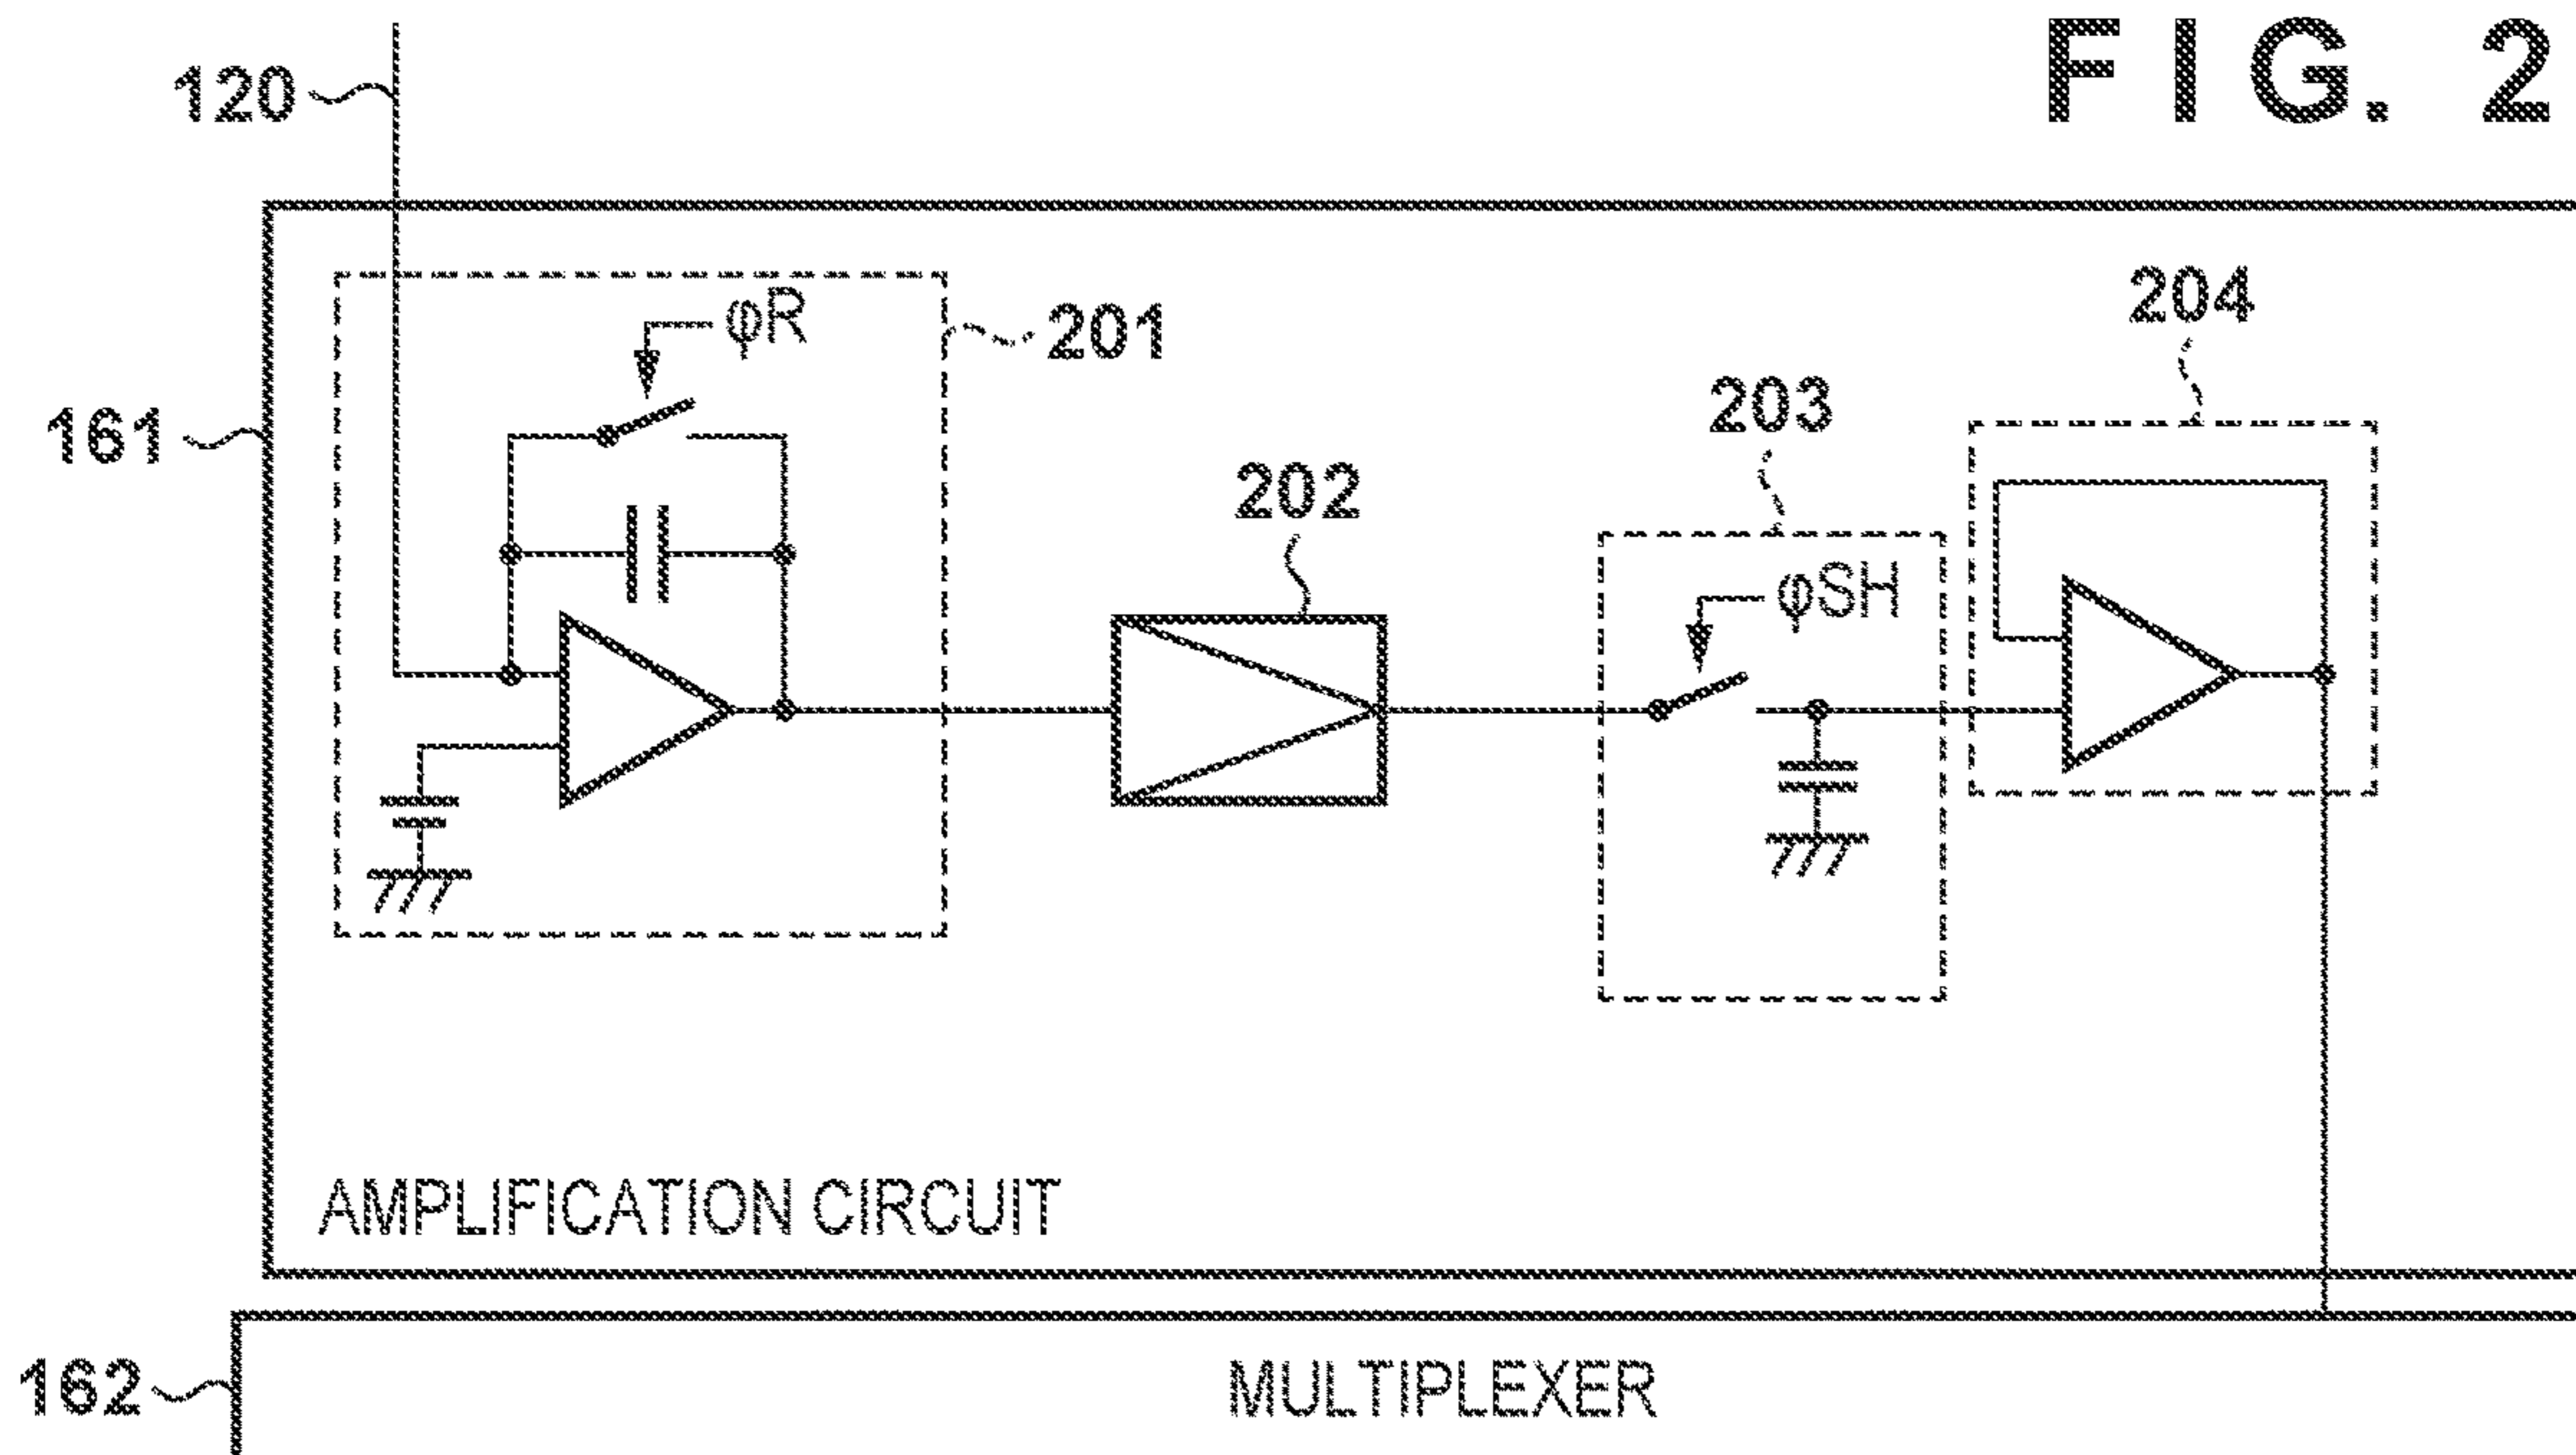 FIG. 2
120
161
φR
201
202
203
φSH
204
AMPLIFICATION CIRCUIT
162
MULTIPLEXER